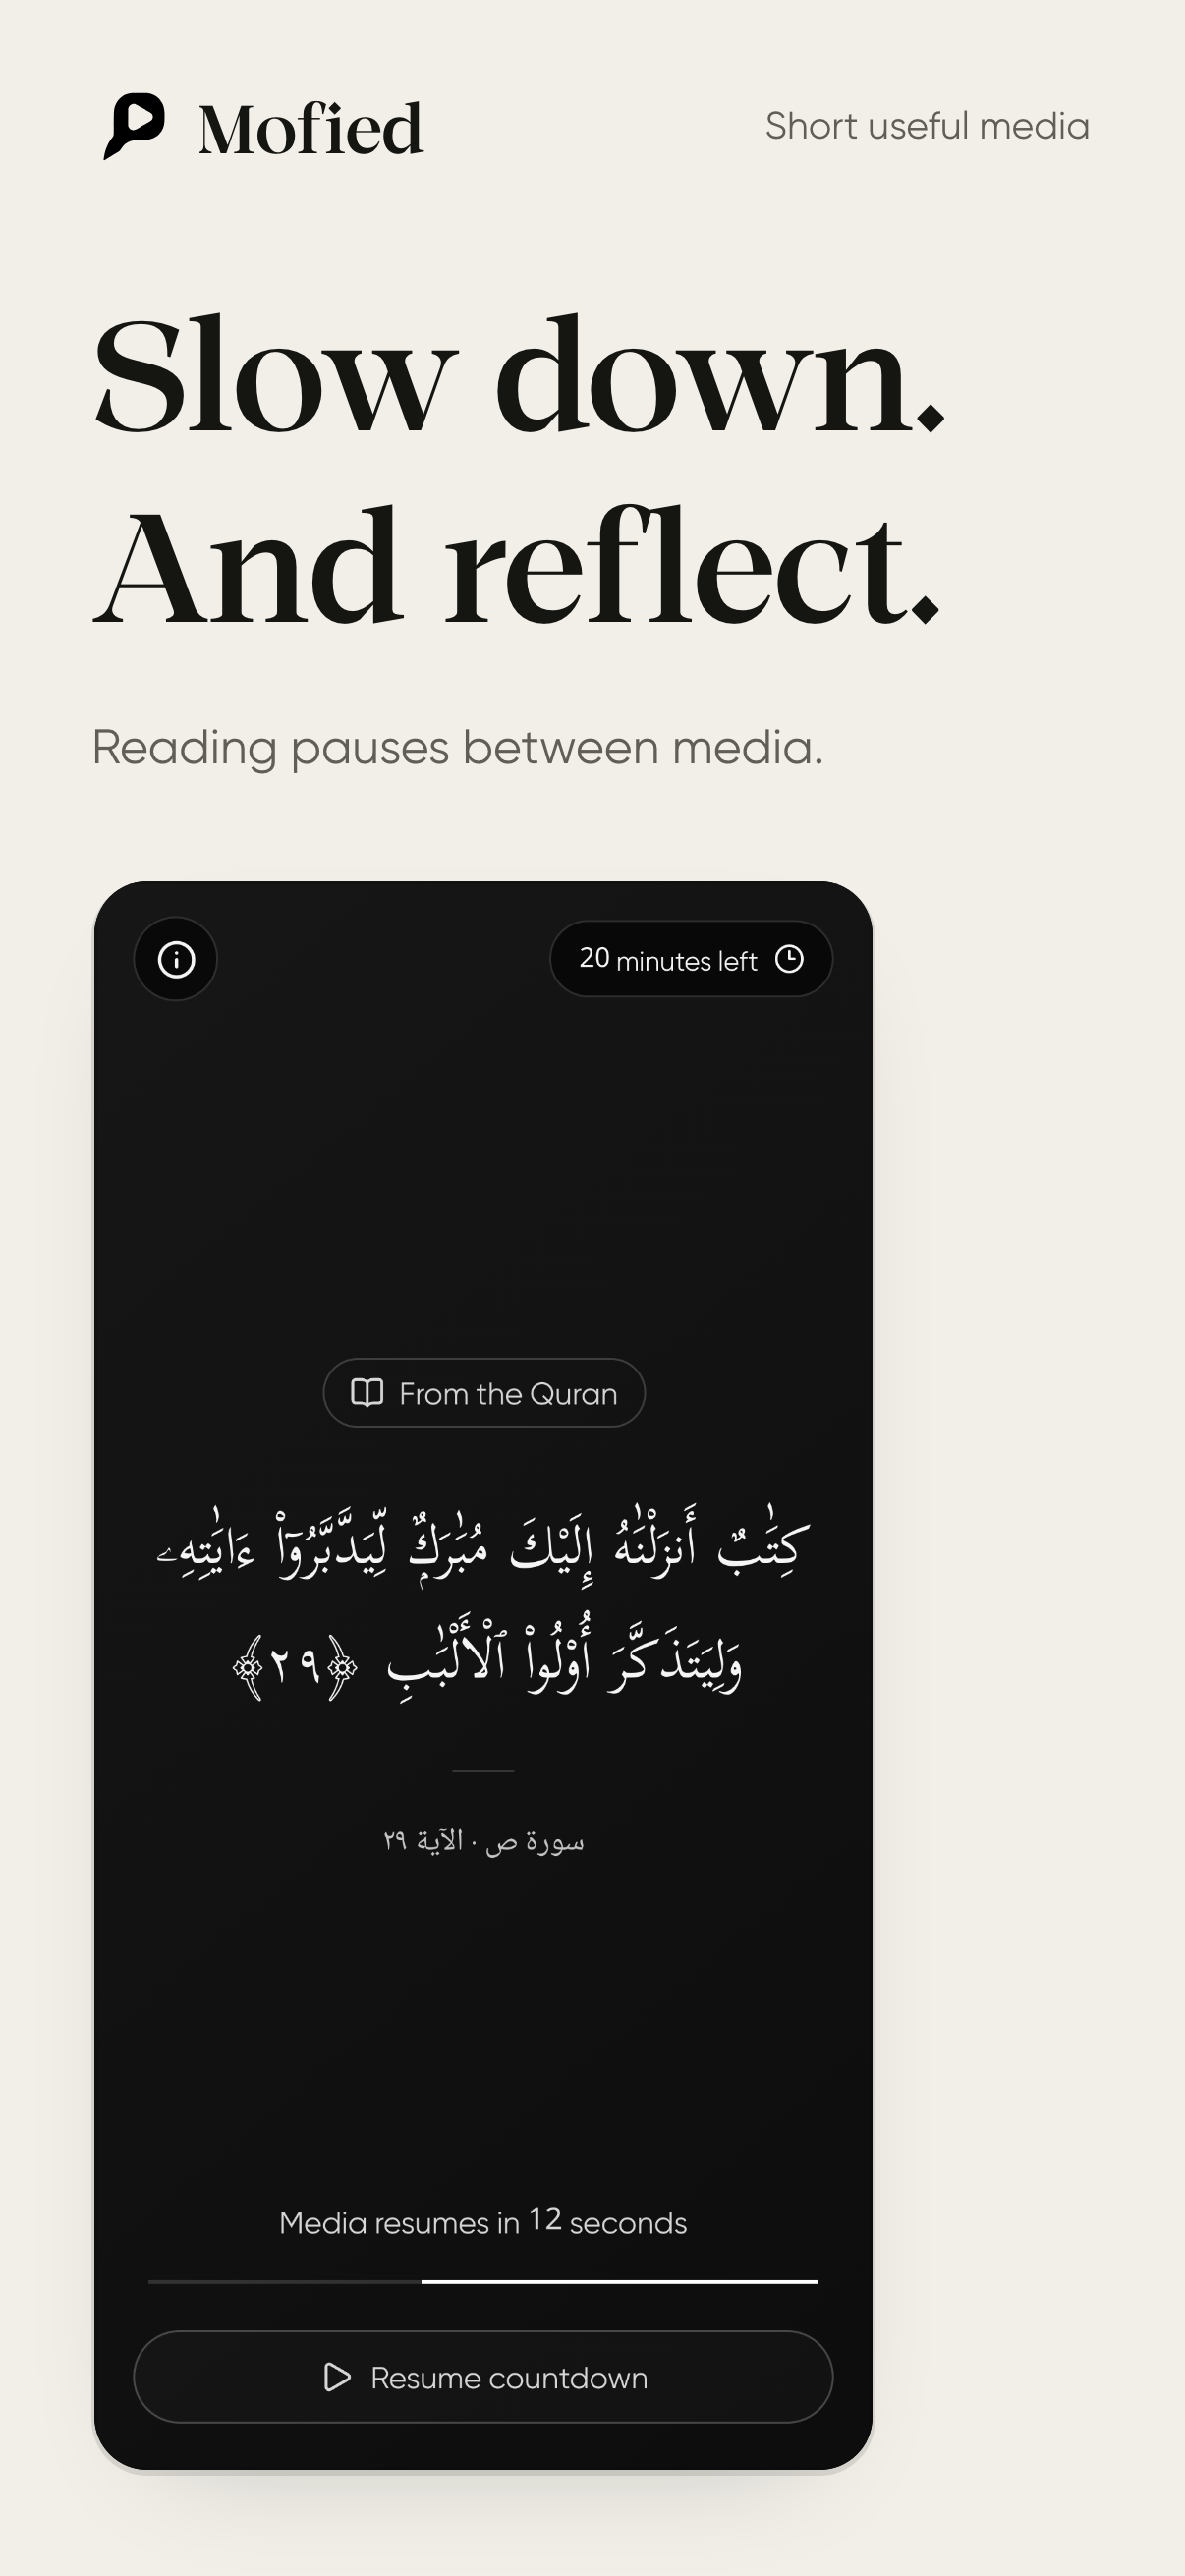 Mofied
Short useful media
Slow down.
And reflect.
Reading pauses between media.
20 minutes left
From the Quran
كِتَٰبٌ أَنزَلْنَٰهُ إِلَيْكَ مُبَٰرَكٌۭ لِّيَدَّبَّرُوٓا۟ ءَايَٰتِهِۦ
وَلِيَتَذَكَّرَ أُو۟لُوا۟ ٱلْأَلْبَٰبِ ﴿٢٩﴾
سورة ص · الآية ٢٩
Media resumes in 12 seconds
Resume countdown